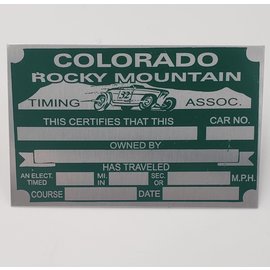 COLORADO
ROCKY MOUNTAIN
TIMING 32 ASSOC.
THIS CERTIFIES THAT THIS CAR NO.
OWNED BY
HAS TRAVELED
AN ELECT. TIMED MI. IN SEC. OR M.P.H.
COURSE DATE